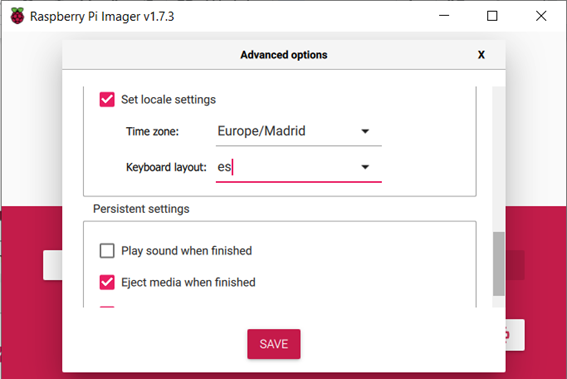 Raspberry Pi Imager v1.7.3
Advanced options X
Set locale settings
Time zone: Europe/Madrid
Keyboard layout: es
Persistent settings
Play sound when finished
Eject media when finished
SAVE